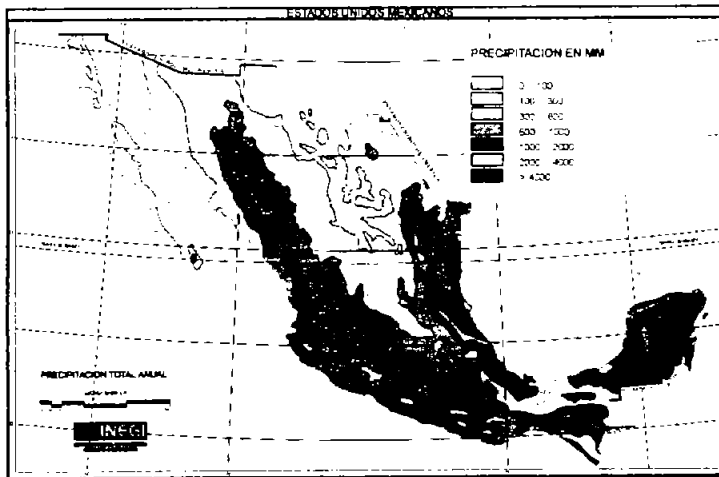 ESTADOS UNIDOS MEXICANOS
PRECIPITACION EN MM
0 100
100 300
300 600
600 1000
1000 2000
2000 4000
> 4000
PRECIPITACION TOTAL ANUAL
INEGI